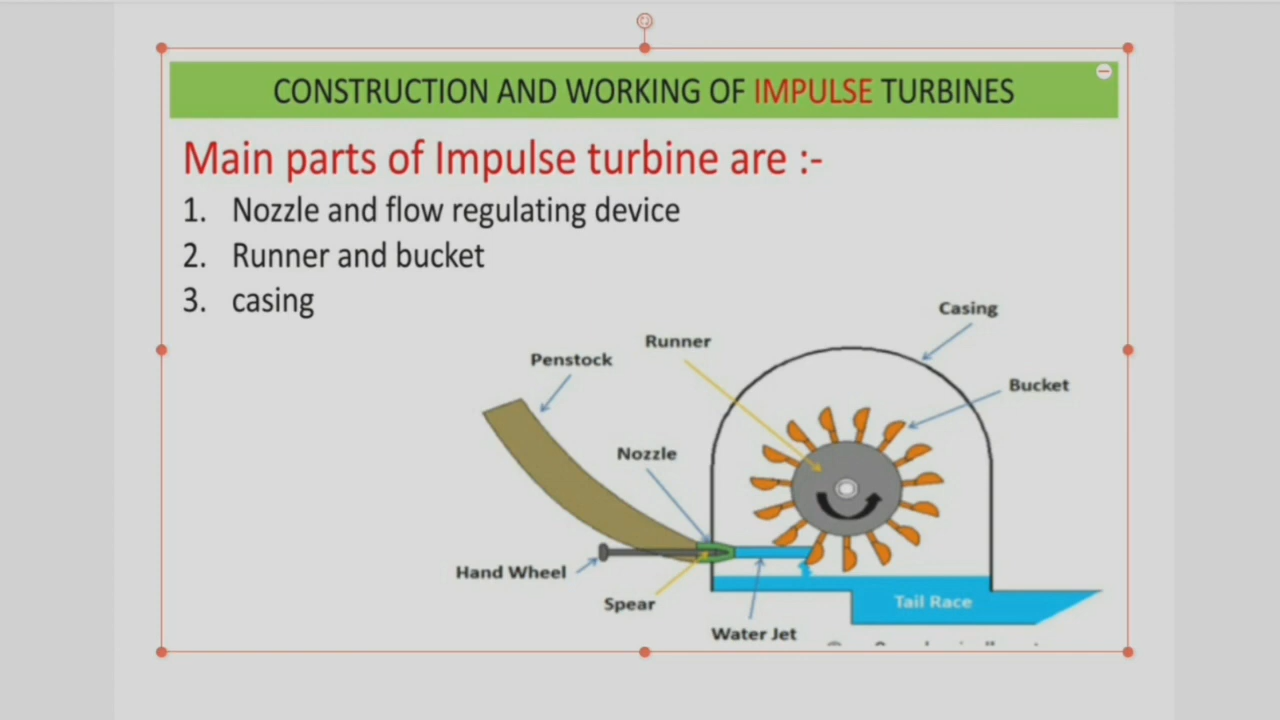 CONSTRUCTION AND WORKING OF IMPULSE TURBINES
Main parts of Impulse turbine are :-
1. Nozzle and flow regulating device
2. Runner and bucket
3. casing
Casing
Runner
Penstock
Bucket
Nozzle
Hand Wheel
Spear
Tail Race
Water Jet